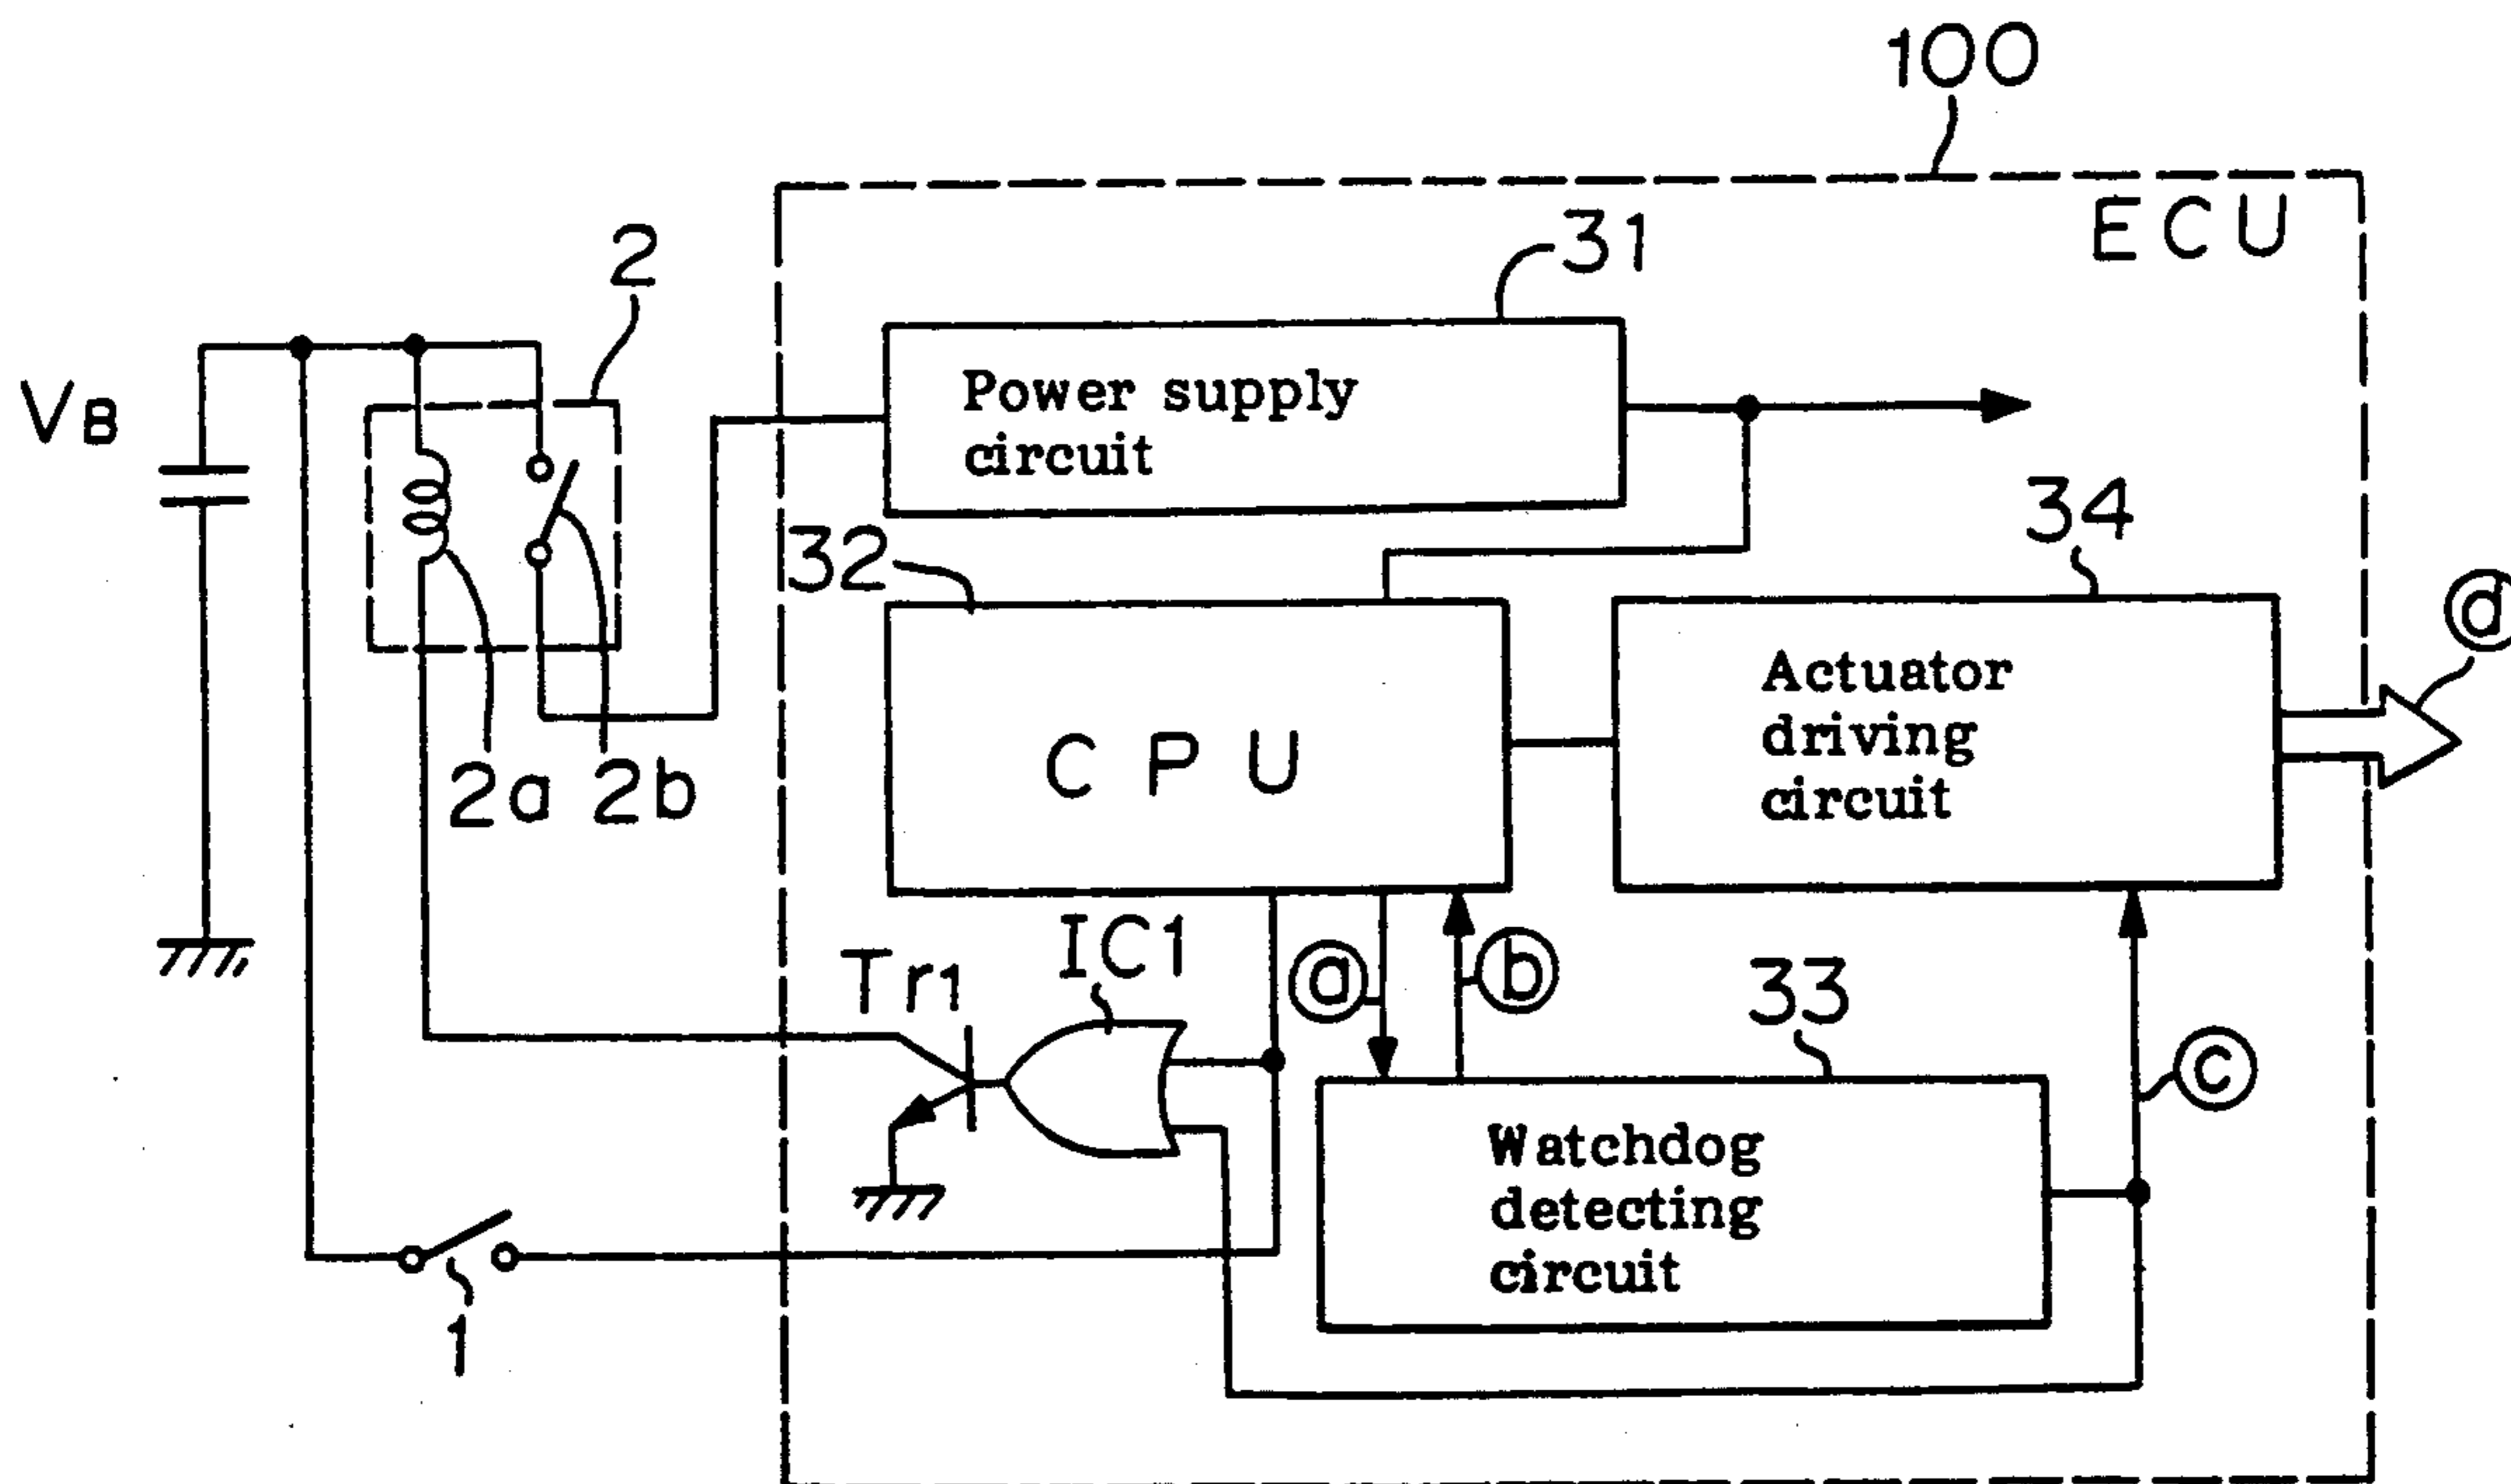 100
ECU
31
2
VB
Power supply
circuit
32
34
Actuator
driving
circuit
CPU
2a 2b
IC1
Tr1
ⓐ
ⓑ
33
ⓒ
Watchdog
detecting
circuit
1